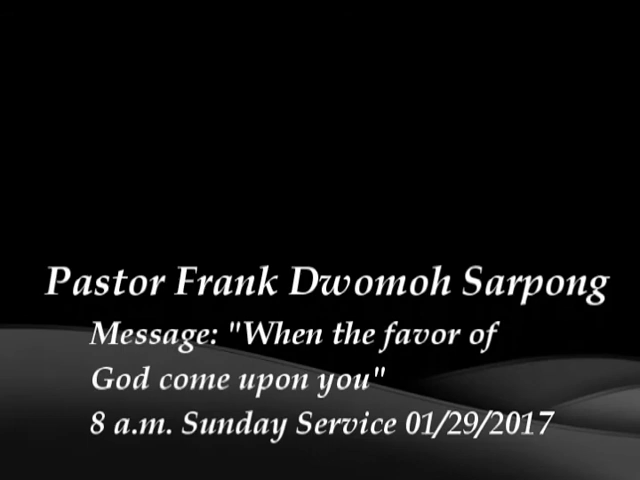 Pastor Frank Dwomoh Sarpong
Message: "When the favor of
God come upon you"
8 a.m. Sunday Service 01/29/2017